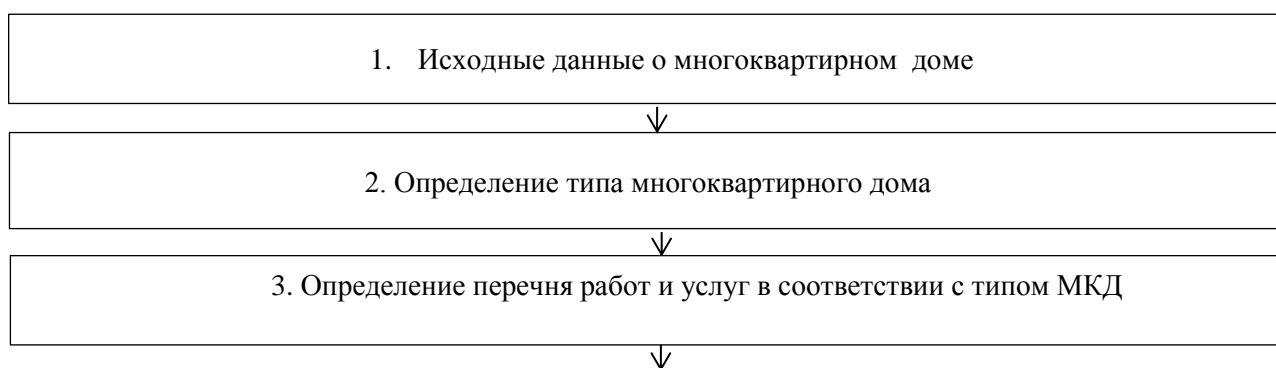 1. Исходные данные о многоквартирном доме
2. Определение типа многоквартирного дома
3. Определение перечня работ и услуг в соответствии с типом МКД